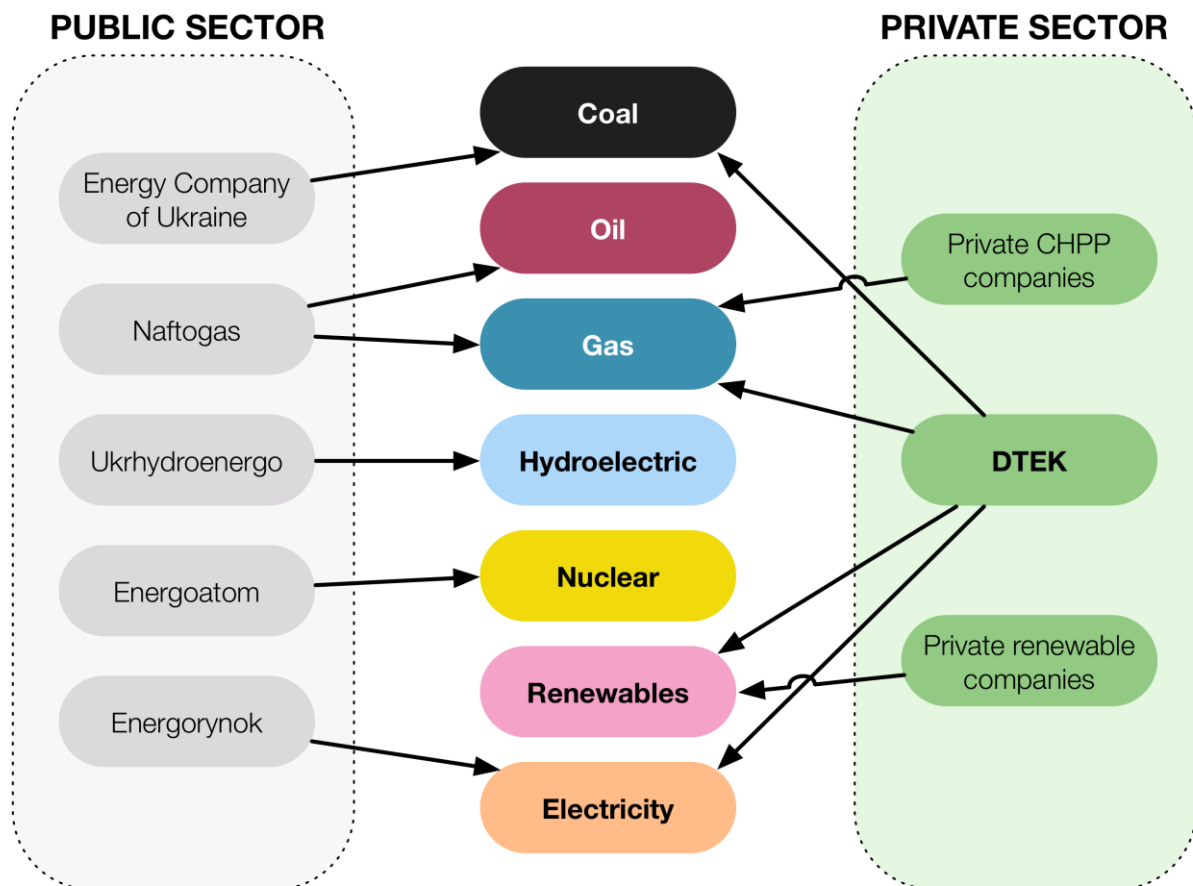 PUBLIC SECTOR
PRIVATE SECTOR
Energy Company
of Ukraine
Naftogas
Ukrhydroenergo
Energoatom
Energorynok
Coal
Oil
Gas
Hydroelectric
Nuclear
Renewables
Electricity
Private CHPP
companies
DTEK
Private renewable
companies